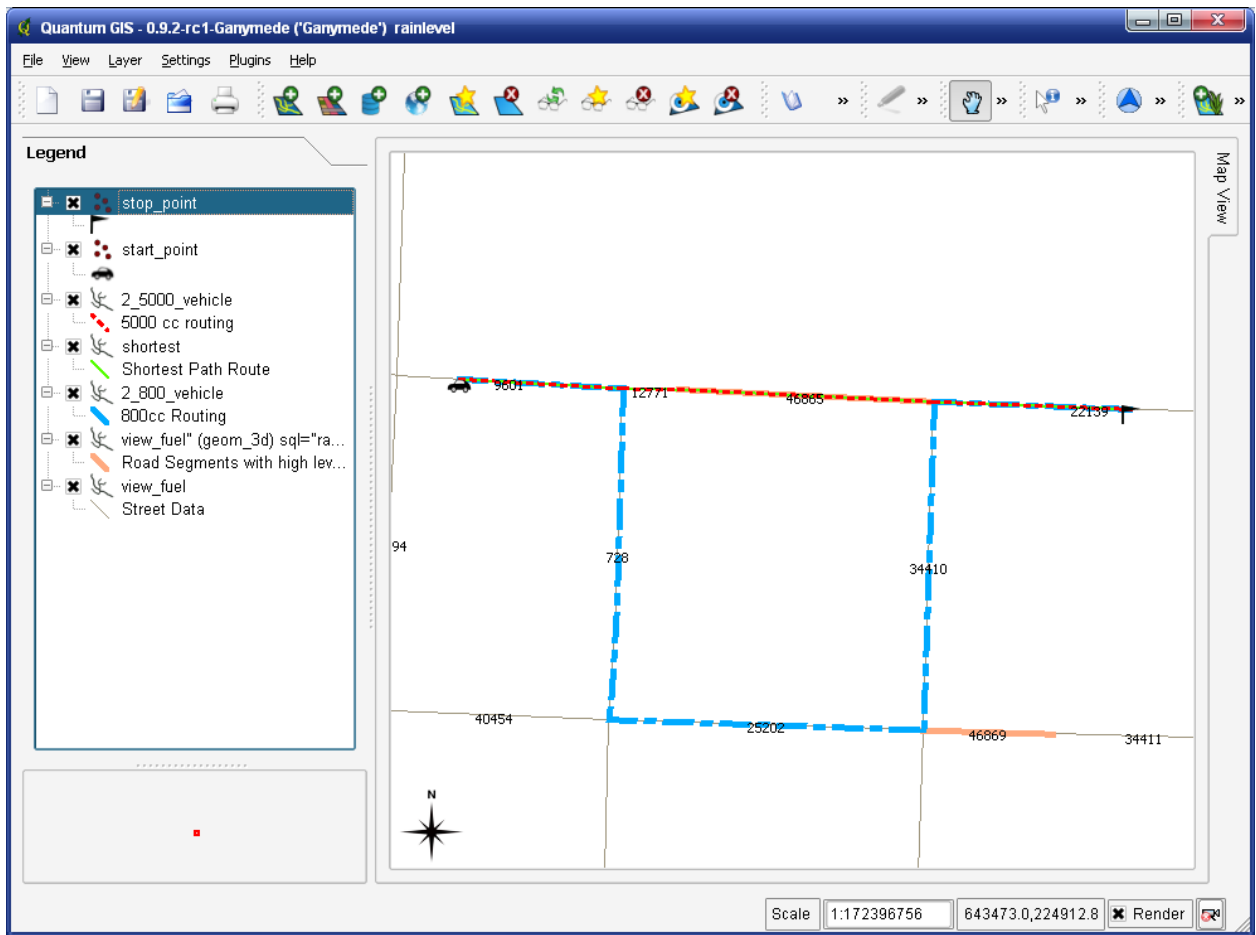 Quantum GIS - 0.9.2-rc1-Ganymede ('Ganymede') rainlevel
File View Layer Settings Plugins Help
» » » » » »
Legend
stop_point
start_point
2_5000_vehicle
5000 cc routing
shortest
Shortest Path Route
2_800_vehicle
800cc Routing
view_fuel" (geom_3d) sql="ra...
Road Segments with high lev...
view_fuel
Street Data
Map View
9601
12771
46885
22139
94
728
34410
40454
25202
46869
34411
N
Scale 1:172396756 643473.0,224912.8 Render